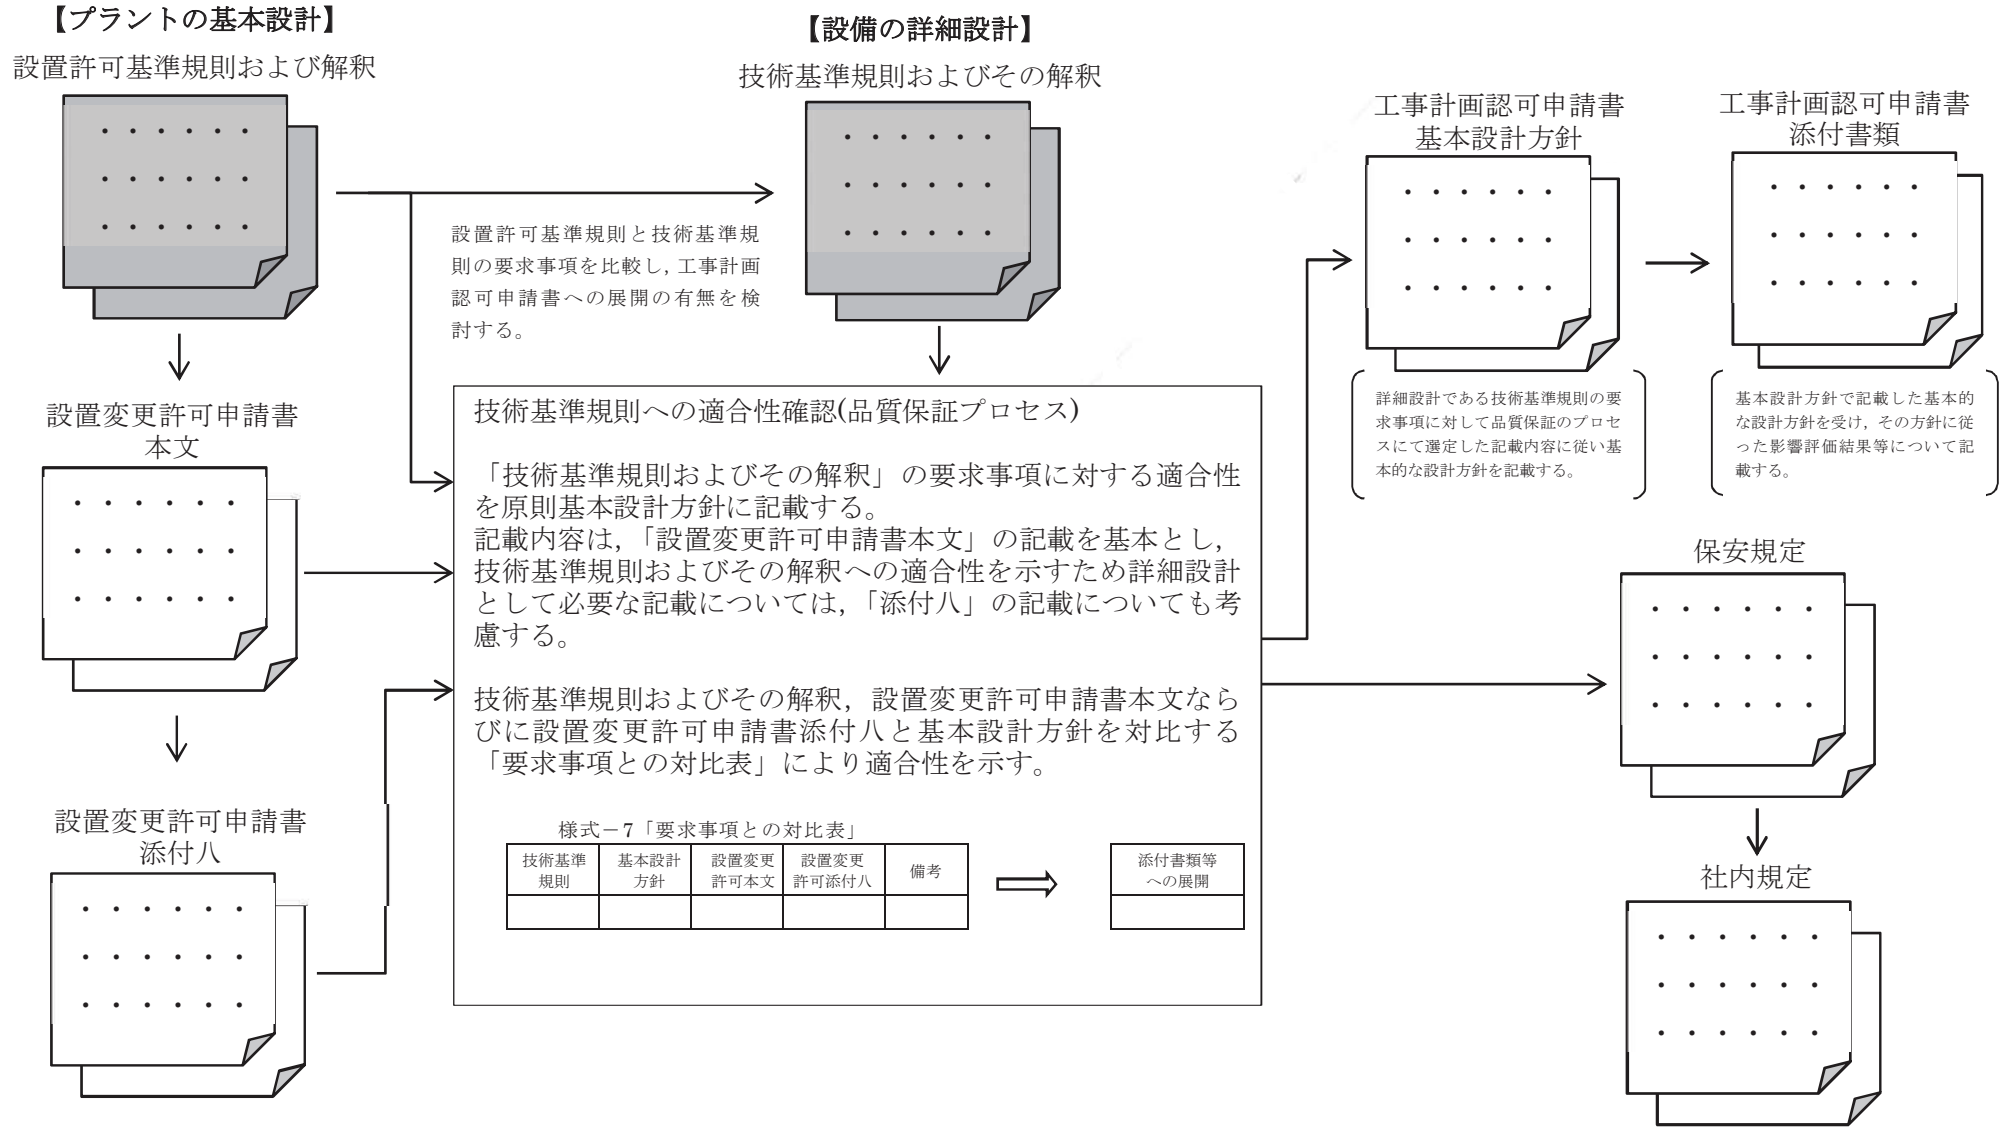 【プラントの基本設計】
設置許可基準規則および解釈
【設備の詳細設計】
技術基準規則およびその解釈
設置許可基準規則と技術基準規
則の要求事項を比較し,工事計画
認可申請書への展開の有無を検
討する。
工事計画認可申請書
基本設計方針
工事計画認可申請書
添付書類
詳細設計である技術基準規則の要
求事項に対して品質保証のプロセ
スにて選定した記載内容に従い基
本的な設計方針を記載する。
基本設計方針で記載した基本的
な設計方針を受け,その方針に従
った影響評価結果等について記
載する。
設置変更許可申請書
本文
設置変更許可申請書
添付八
技術基準規則への適合性確認(品質保証プロセス)
「技術基準規則およびその解釈」の要求事項に対する適合性
を原則基本設計方針に記載する。
記載内容は,「設置変更許可申請書本文」の記載を基本とし,
技術基準規則およびその解釈への適合性を示すため詳細設計
として必要な記載については,「添付八」の記載についても考
慮する。
技術基準規則およびその解釈,設置変更許可申請書本文なら
びに設置変更許可申請書添付八と基本設計方針を対比する
「要求事項との対比表」により適合性を示す。
様式－7「要求事項との対比表」
技術基準
規則
基本設計
方針
設置変更
許可本文
設置変更
許可添付八
備考
添付書類等
への展開
保安規定
社内規定